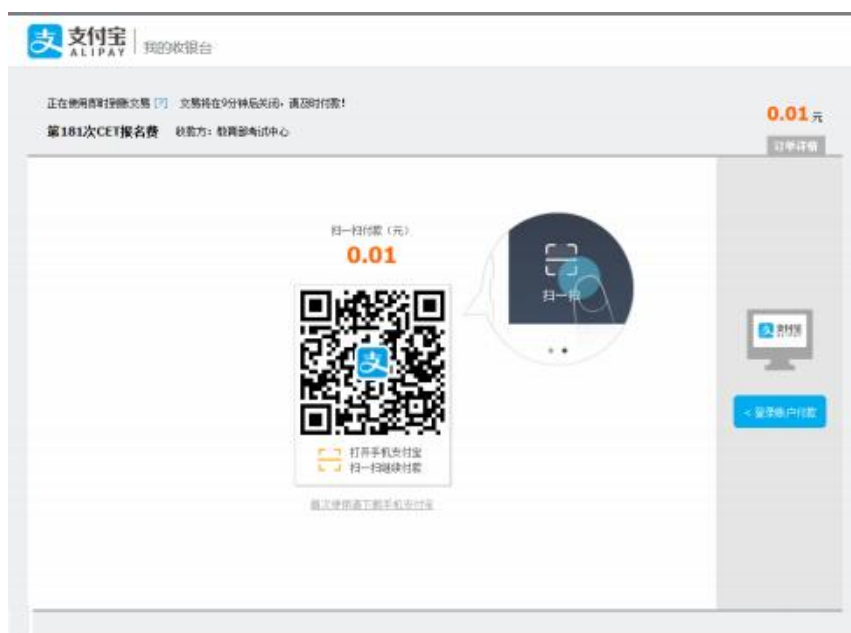 支付宝
ALIPAY
我的收银台
正在使用即时到账交易 [?] 交易将在9分钟后关闭，请及时付款！
0.01 元
第181次CET报名费 收款方：教育部考试中心
订单详情
扫一扫付款（元）
0.01
扫一扫
支付宝
< 登录账户付款
打开手机支付宝
扫一扫继续付款
首次使用请下载手机支付宝